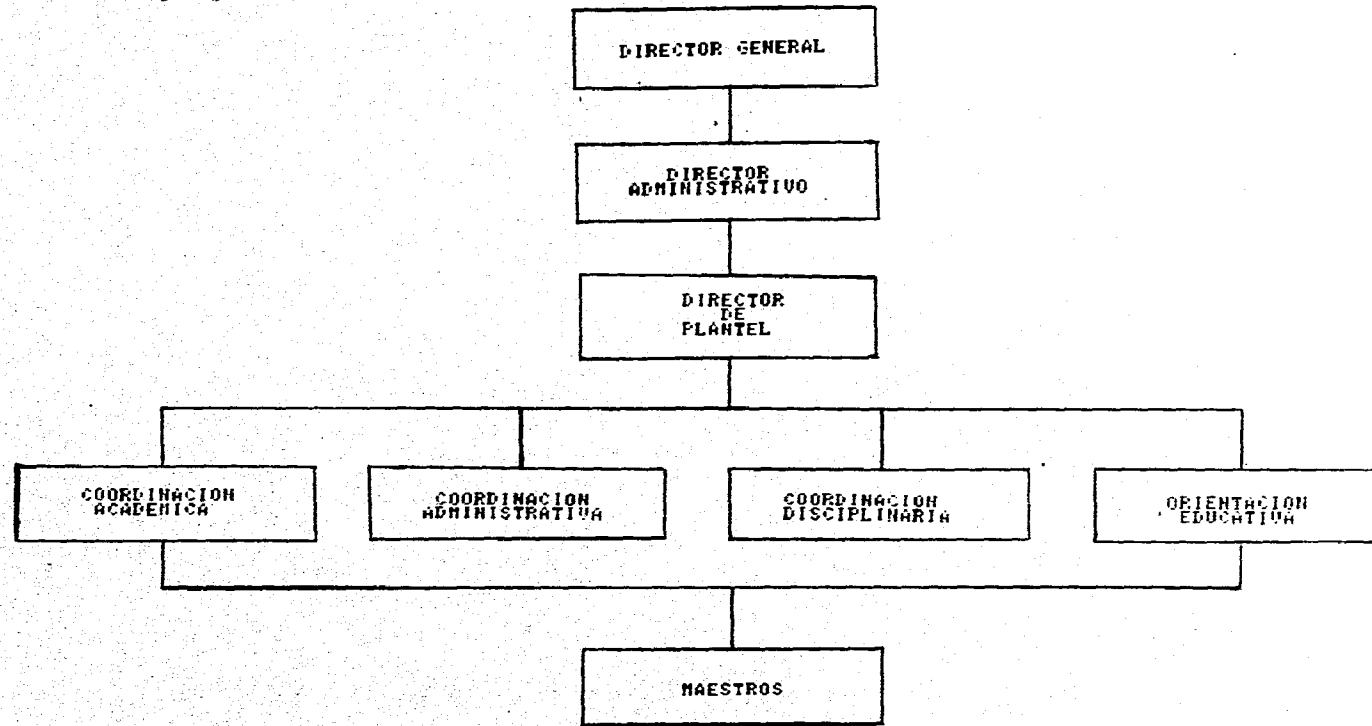 DIRECTOR GENERAL
DIRECTOR
ADMINISTRATIVO
DIRECTOR
DE
PLANTEL
COORDINACION
ACADEMICA
COORDINACION
ADMINISTRATIVA
COORDINACION
DISCIPLINARIA
ORIENTACION
EDUCATIVA
MAESTROS